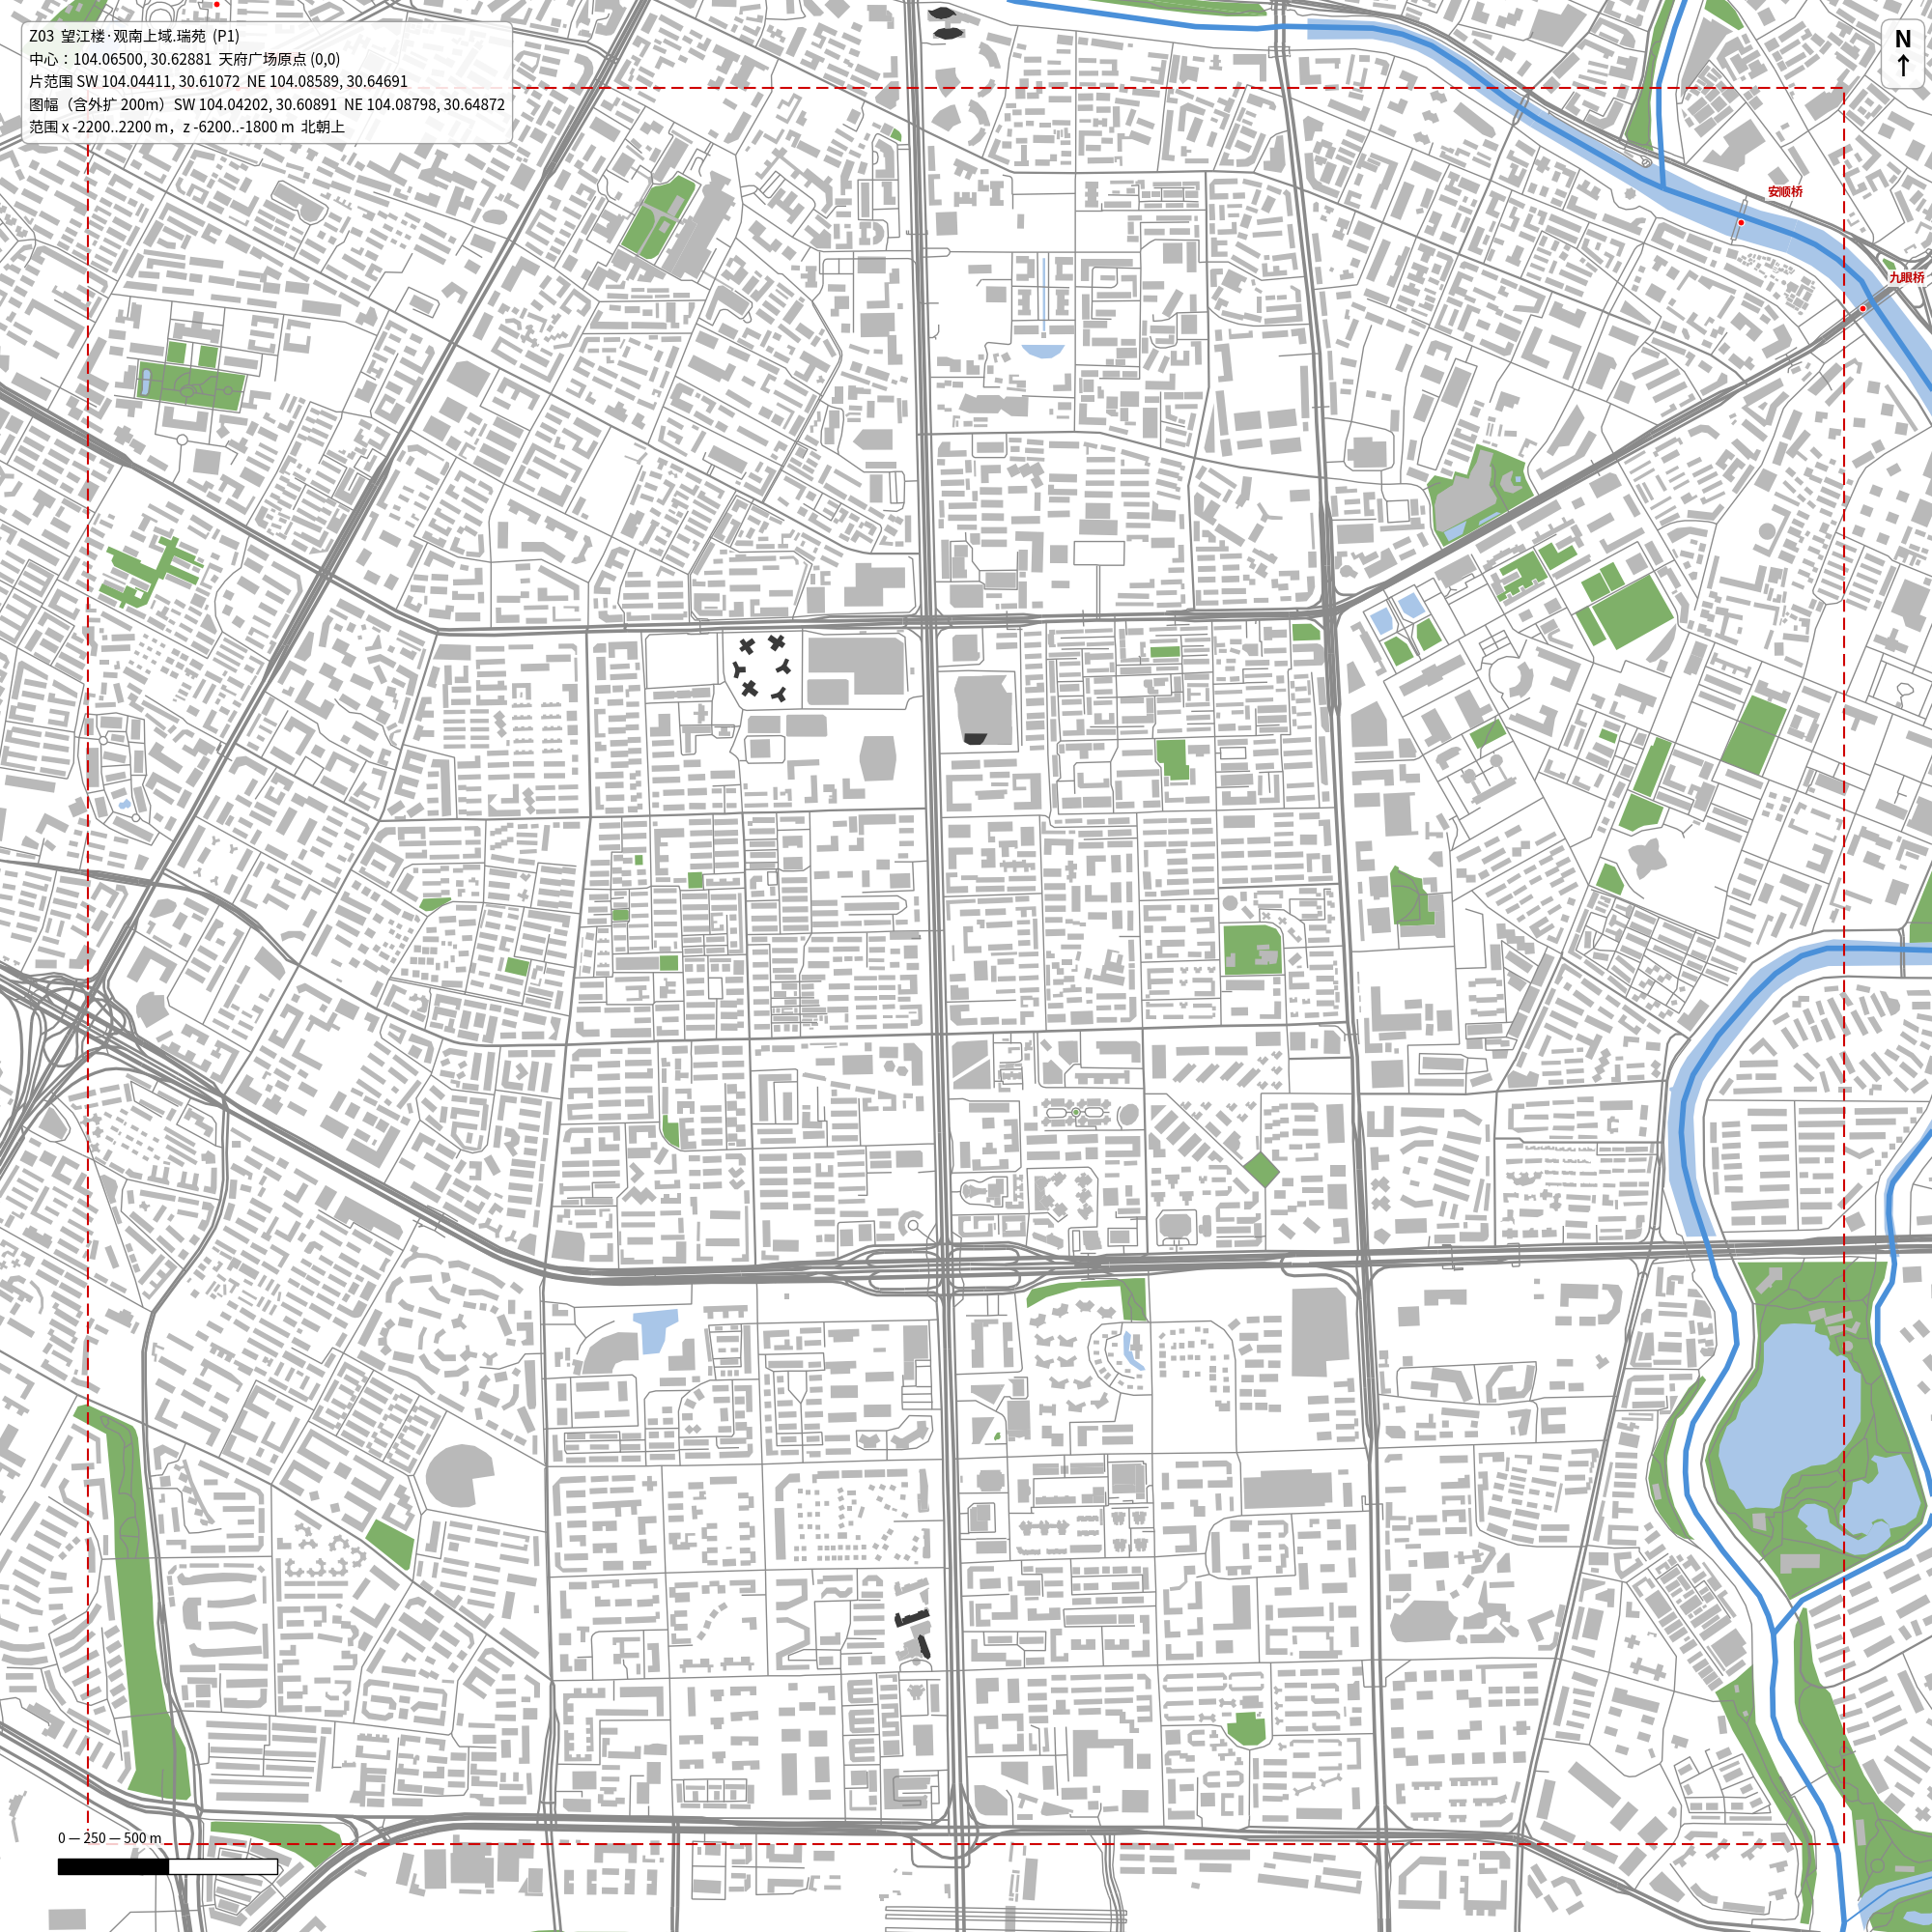 Z03 望江楼·观南上域.瑞苑 (P1)
中心：104.06500, 30.62881 天府广场原点 (0,0)
片范围 SW 104.04411, 30.61072 NE 104.08589, 30.64691
图幅（含外扩 200m）SW 104.04202, 30.60891 NE 104.08798, 30.64872
范围 x -2200..2200 m，z -6200..-1800 m 北朝上
N
↑
安顺桥
九眼桥
0 — 250 — 500 m